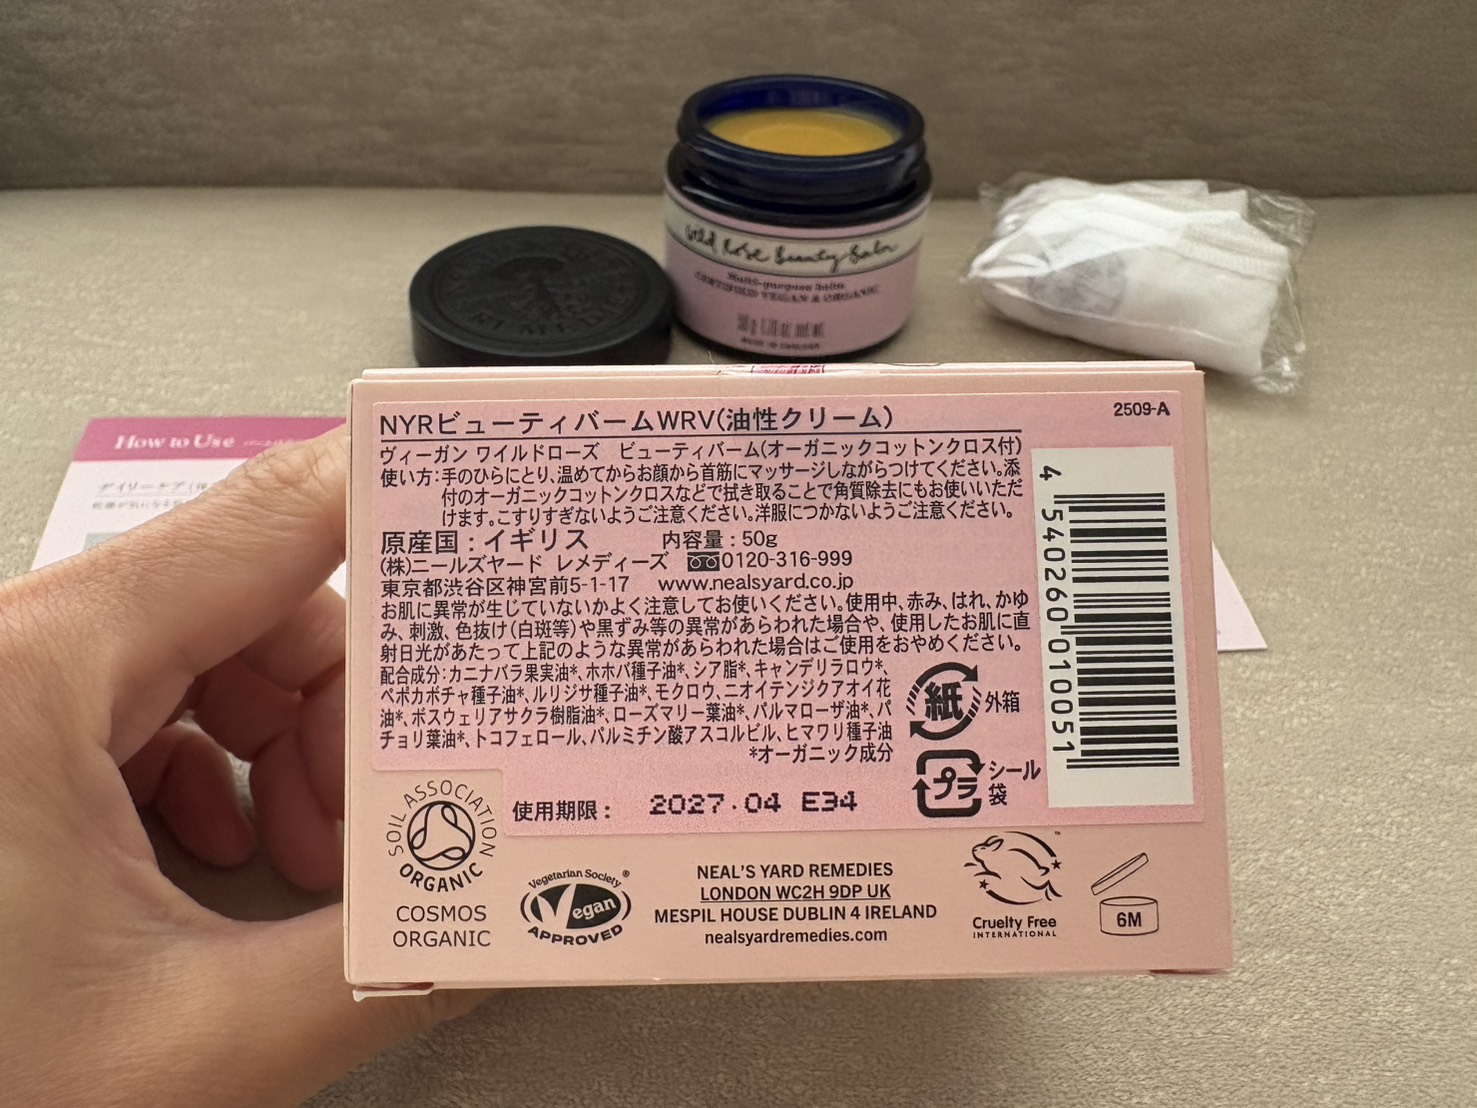 Wild Rose Beauty Balm
Multi-purpose balm
CERTIFIED VEGAN & ORGANIC
How to Use
NYRビューティバームWRV(油性クリーム)
2509-A
ヴィーガン ワイルドローズ ビューティバーム(オーガニックコットンクロス付)
使い方:手のひらにとり、温めてからお顔から首筋にマッサージしながらつけてください。添
付のオーガニックコットンクロスなどで拭き取ることで角質除去にもお使いいただ
けます。こすりすぎないようご注意ください。洋服につかないようご注意ください。
原産国:イギリス 内容量:50g
(株)ニールズヤード レメディーズ 0120-316-999
東京都渋谷区神宮前5-1-17 www.nealsyard.co.jp
お肌に異常が生じていないかよく注意してお使いください。使用中、赤み、はれ、かゆ
み、刺激、色抜け(白斑等)や黒ずみ等の異常があらわれた場合や、使用したお肌に直
射日光があたって上記のような異常があらわれた場合はご使用をおやめください。
配合成分:カニナバラ果実油*、ホホバ種子油*、シア脂*、キャンデリラロウ*、
ペポカボチャ種子油*、ルリジサ種子油*、モクロウ、ニオイテンジクアオイ花
油*、ボスウェリアサクラ樹脂油*、ローズマリー葉油*、パルマローザ油*、パ
チョリ葉油*、トコフェロール、パルミチン酸アスコルビル、ヒマワリ種子油
*オーガニック成分
紙 外箱
プラ シール
袋
4 540260 010051
使用期限: 2027.04 E34
SOIL ASSOCIATION
ORGANIC
COSMOS
ORGANIC
Vegetarian Society®
Vegan
APPROVED
NEAL'S YARD REMEDIES
LONDON WC2H 9DP UK
MESPIL HOUSE DUBLIN 4 IRELAND
nealsyardremedies.com
Cruelty Free
INTERNATIONAL
™
6M